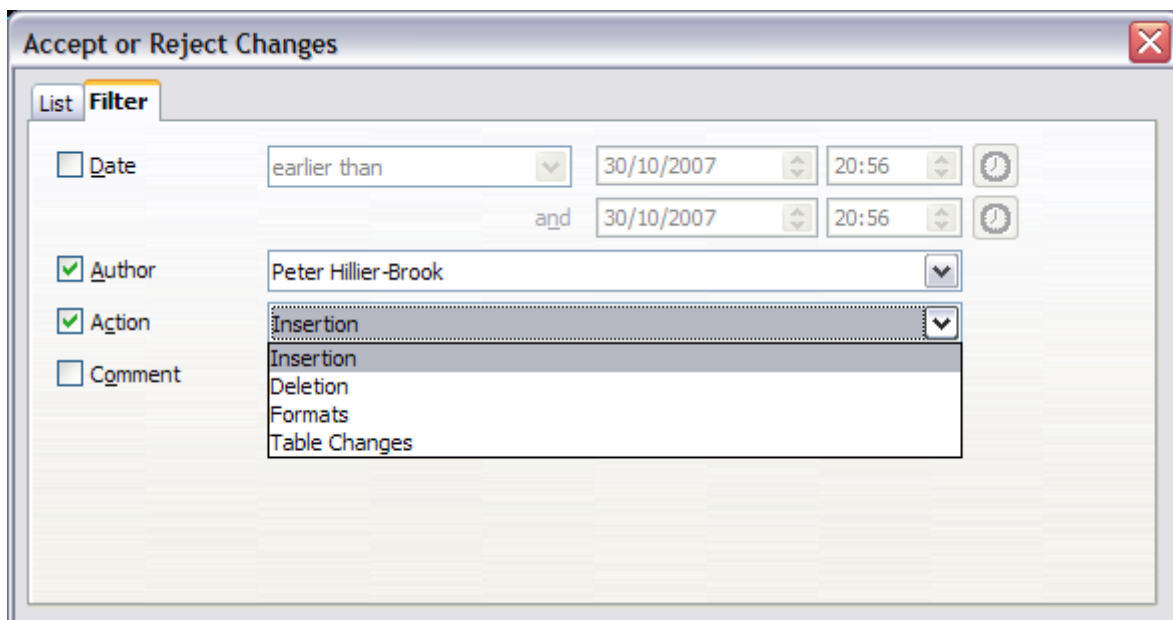 Accept or Reject Changes
List Filter
Date earlier than 30/10/2007 20:56
and 30/10/2007 20:56
Author Peter Hillier-Brook
Action Insertion
Insertion
Comment
Deletion
Formats
Table Changes